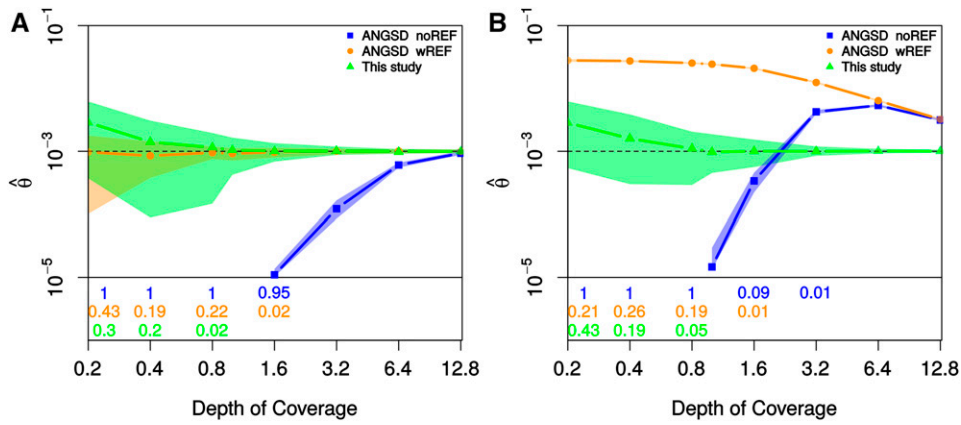 A
10⁻¹
10⁻³
10⁻⁵
θ̂
ANGSD noREF
ANGSD wREF
This study
1 1 1 0.95
0.43 0.19 0.22 0.02
0.3 0.2 0.02
0.2 0.4 0.8 1.6 3.2 6.4 12.8
Depth of Coverage
B
10⁻¹
10⁻³
10⁻⁵
θ̂
ANGSD noREF
ANGSD wREF
This study
1 1 1 0.09 0.01
0.21 0.26 0.19 0.01
0.43 0.19 0.05
0.2 0.4 0.8 1.6 3.2 6.4 12.8
Depth of Coverage